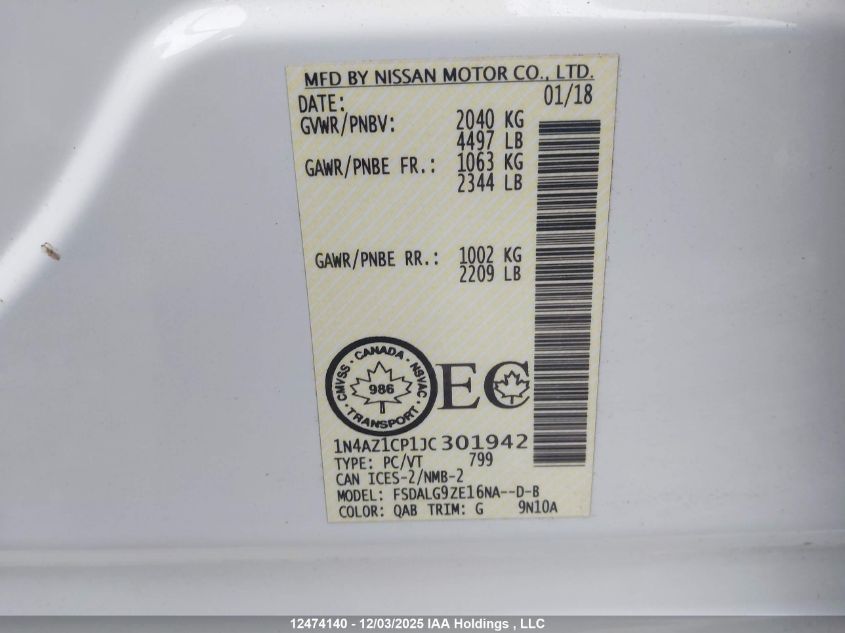 MFD BY NISSAN MOTOR CO., LTD.
DATE: 01/18
GVWR/PNBV: 2040 KG
4497 LB
GAWR/PNBE FR.: 1063 KG
2344 LB
GAWR/PNBE RR.: 1002 KG
2209 LB
CMVSS · CANADA · NSVAC · TRANSPORT ·
986
EC
1N4AZ1CP1JC301942
TYPE: PC/VT 799
CAN ICES-2/NMB-2
MODEL: FSDALG9ZE16NA--D-B
COLOR: QAB TRIM: G 9N10A
12474140 - 12/03/2025 IAA Holdings , LLC